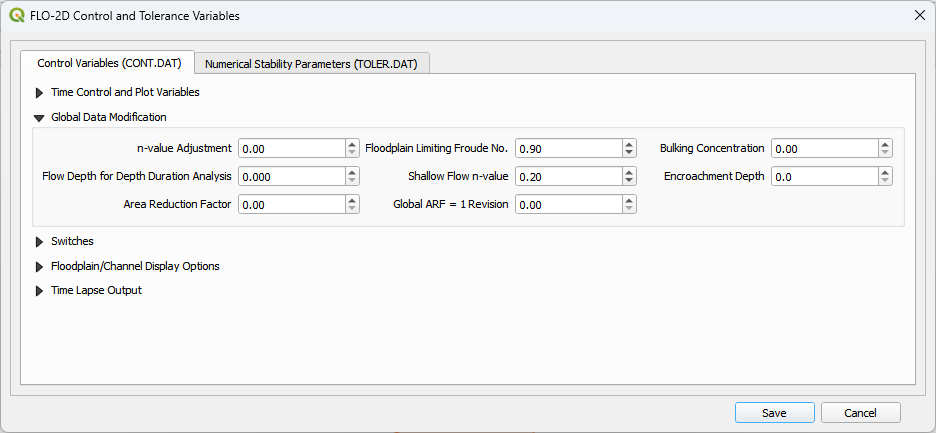 FLO-2D Control and Tolerance Variables
Control Variables (CONT.DAT) Numerical Stability Parameters (TOLER.DAT)
Time Control and Plot Variables
Global Data Modification
n-value Adjustment 0.00 Floodplain Limiting Froude No. 0.90 Bulking Concentration 0.00
Flow Depth for Depth Duration Analysis 0.000 Shallow Flow n-value 0.20 Encroachment Depth 0.0
Area Reduction Factor 0.00 Global ARF = 1 Revision 0.00
Switches
Floodplain/Channel Display Options
Time Lapse Output
Save Cancel